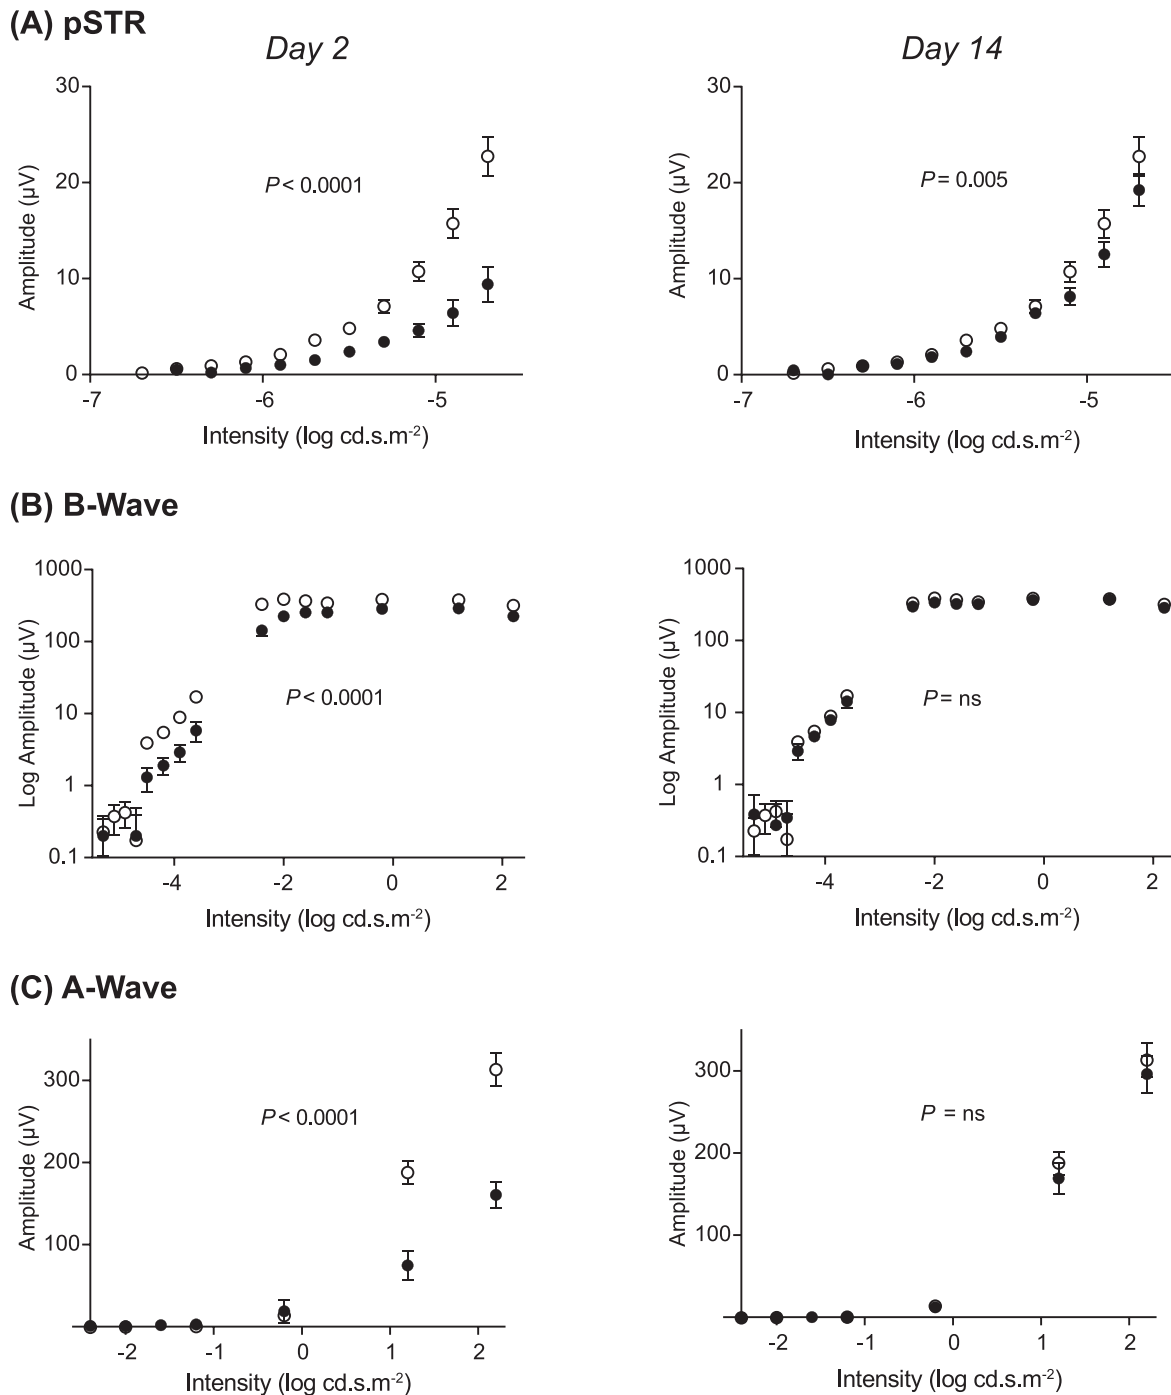 (A) pSTR
Day 2
Day 14
30
20
10
0
Amplitude (µV)
P < 0.0001
-7
-6
-5
Intensity (log cd.s.m-2)
30
20
10
0
Amplitude (µV)
P = 0.005
-7
-6
-5
Intensity (log cd.s.m-2)
(B) B-Wave
1000
100
10
1
0.1
Log Amplitude (µV)
P < 0.0001
-4
-2
0
2
Intensity (log cd.s.m-2)
1000
100
10
1
0.1
Log Amplitude (µV)
P = ns
-4
-2
0
2
Intensity (log cd.s.m-2)
(C) A-Wave
300
200
100
Amplitude (µV)
P < 0.0001
-2
-1
0
1
2
Intensity (log cd.s.m-2)
300
200
100
Amplitude (µV)
P = ns
-2
-1
0
1
2
Intensity (log cd.s.m-2)